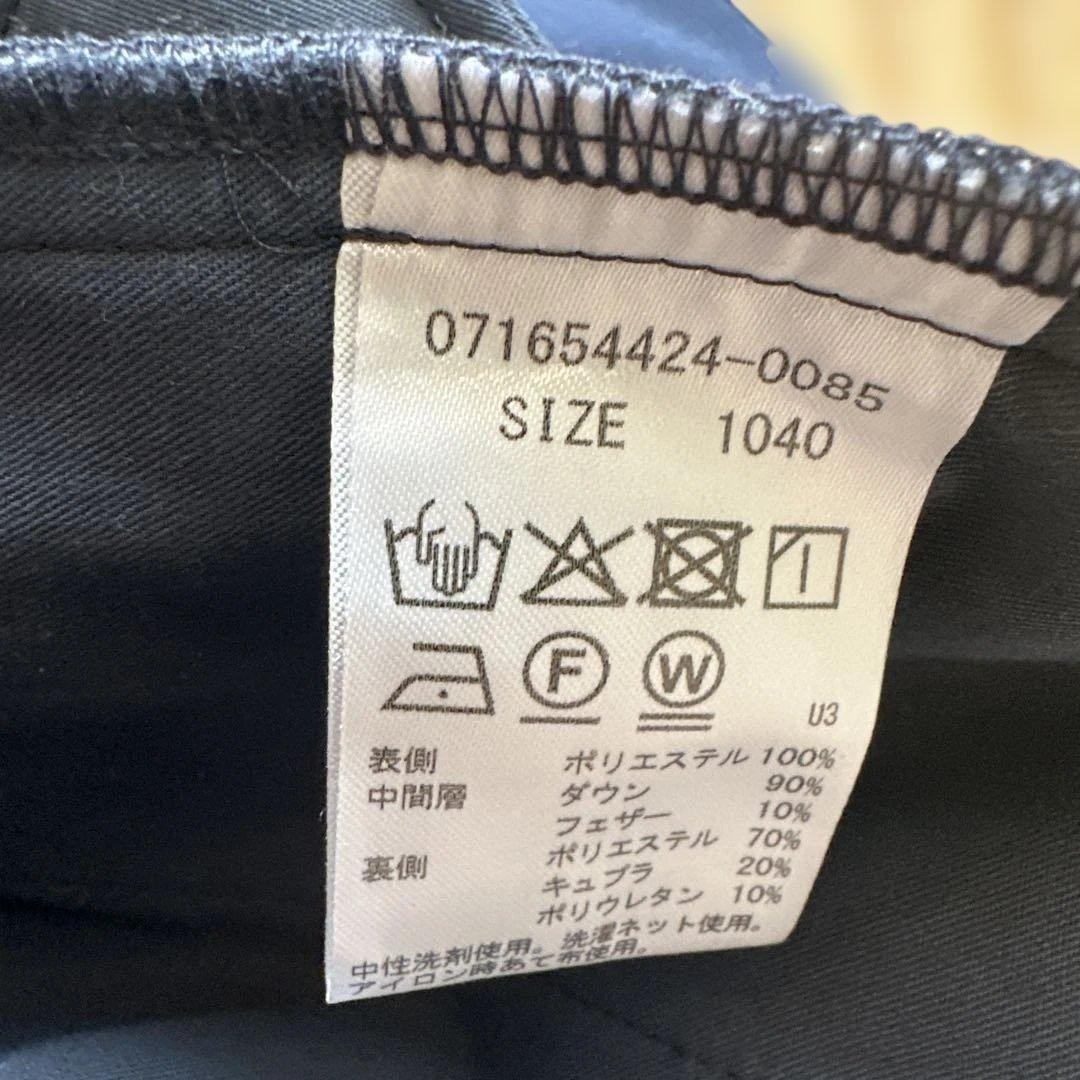 071654424-0085
SIZE 1040
F W U3
表側 ポリエステル 100%
中間層 ダウン 90%
フェザー 10%
裏側 ポリエステル 70%
キュプラ 20%
ポリウレタン 10%
中性洗剤使用。洗濯ネット使用。
アイロン時あて布使用。